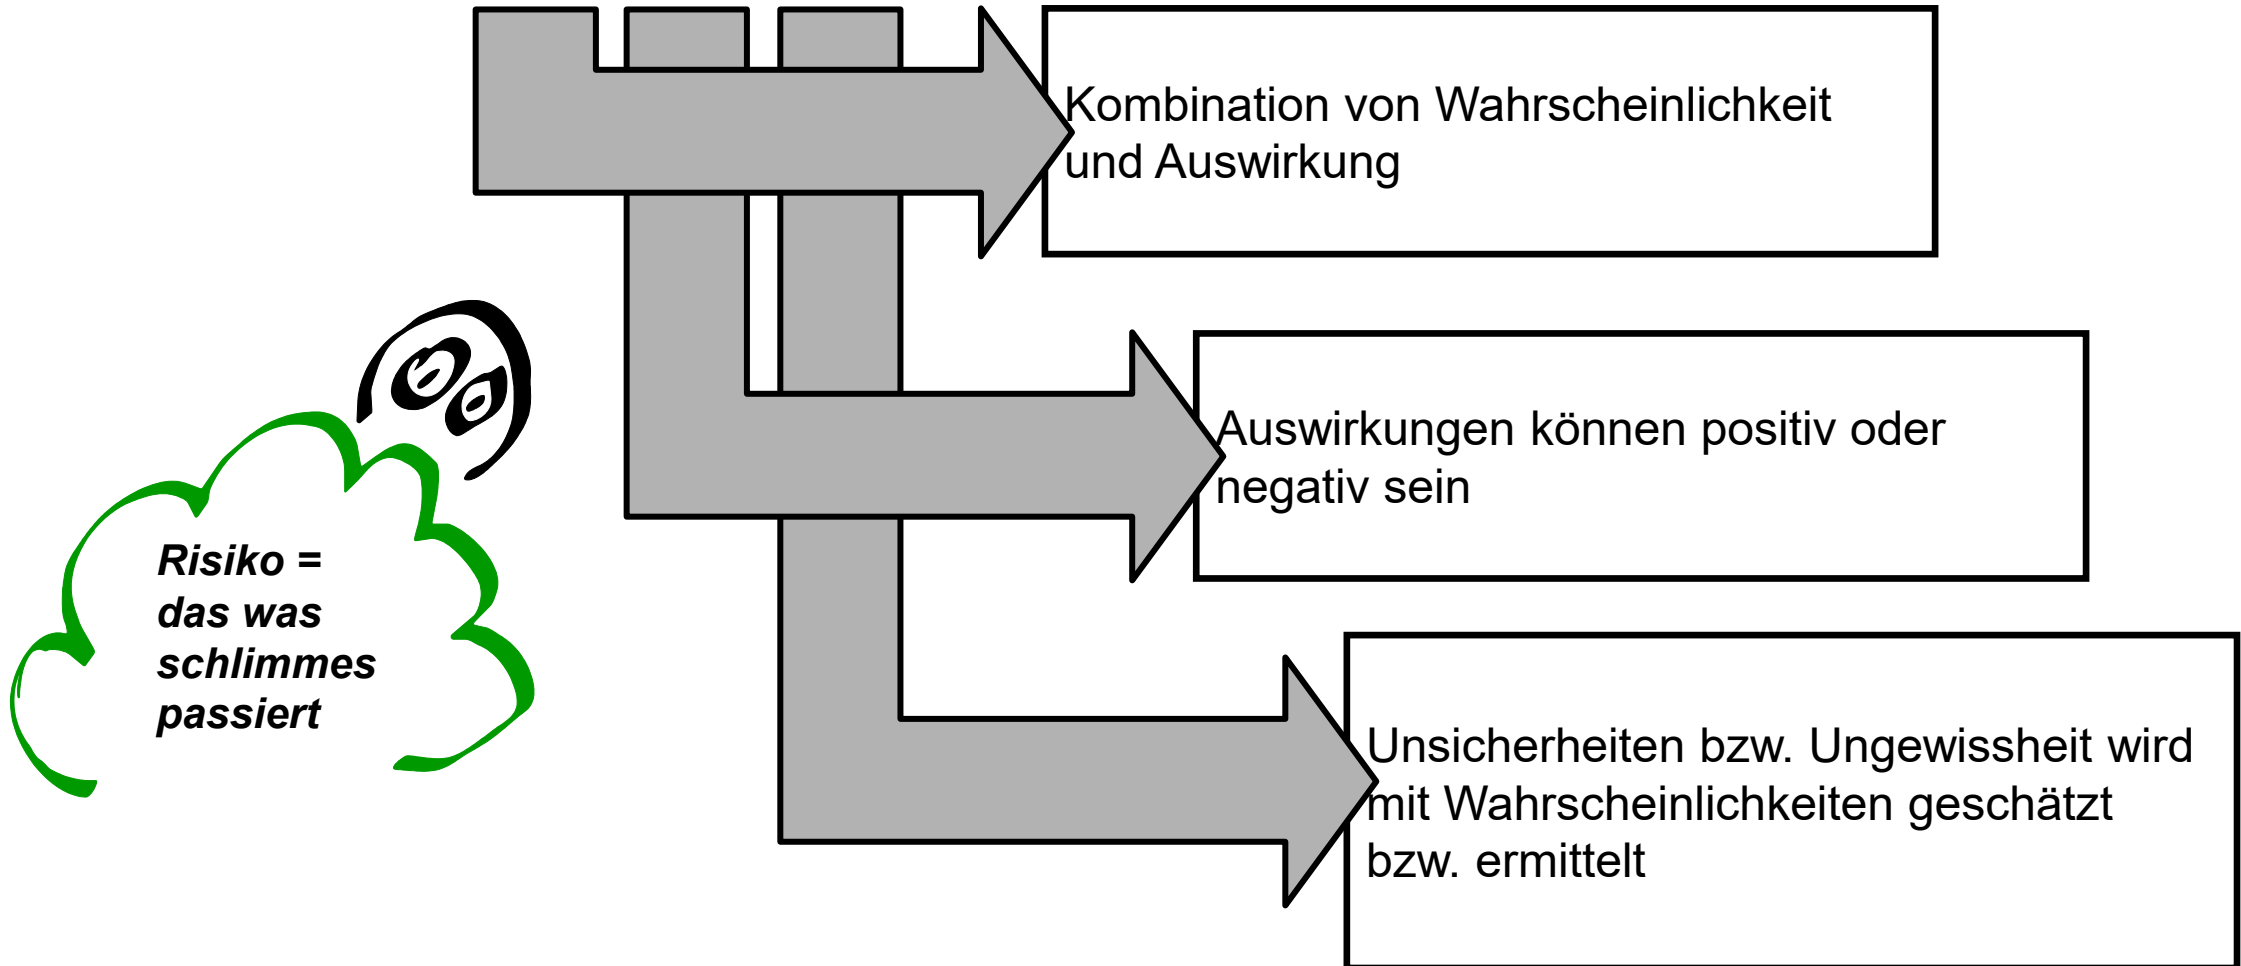 Kombination von Wahrscheinlichkeit
und Auswirkung
Auswirkungen können positiv oder
negativ sein
Risiko =
das was
schlimmes
passiert
Unsicherheiten bzw. Ungewissheit wird
mit Wahrscheinlichkeiten geschätzt
bzw. ermittelt